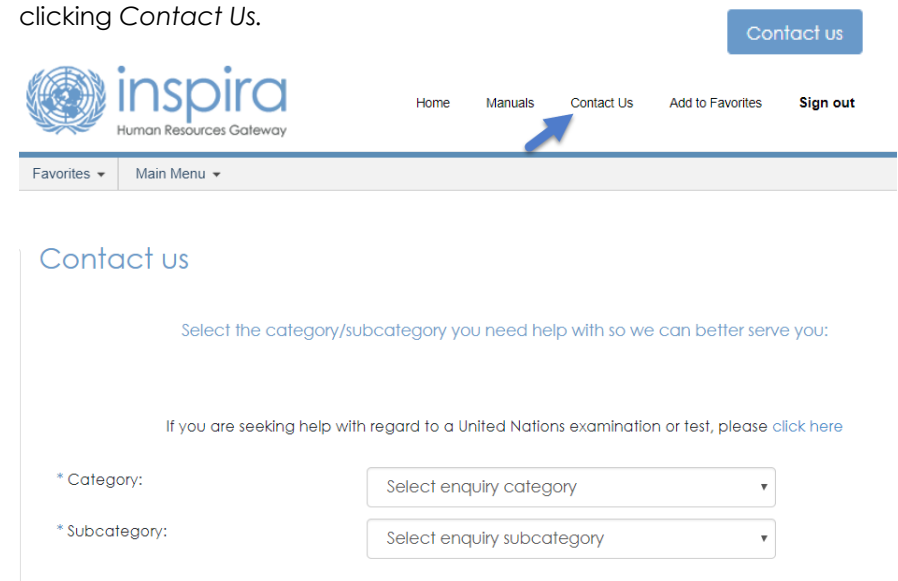 clicking Contact Us.
Contact us
inspira
Human Resources Gateway
Home Manuals Contact Us Add to Favorites Sign out
Favorites Main Menu
Contact us
Select the category/subcategory you need help with so we can better serve you:
If you are seeking help with regard to a United Nations examination or test, please click here
* Category: Select enquiry category
* Subcategory: Select enquiry subcategory